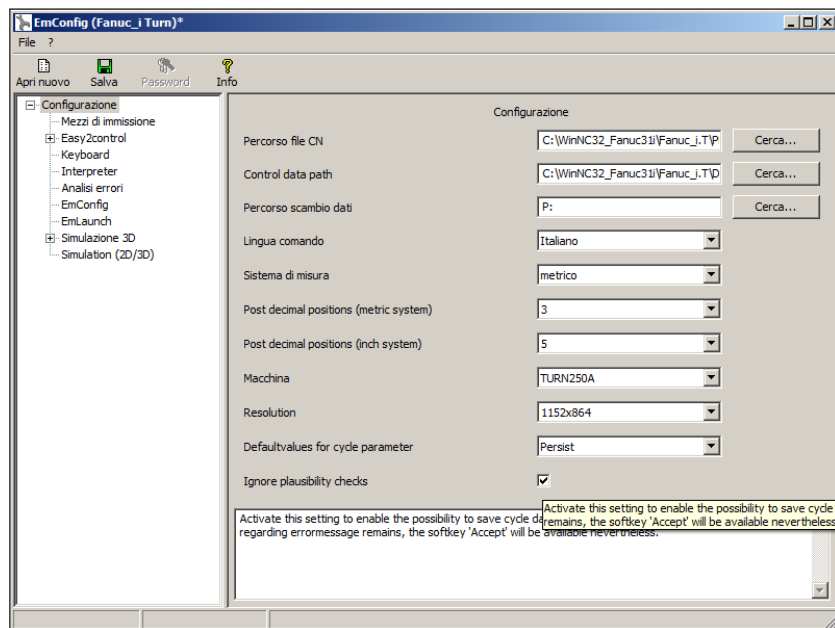 EmConfig (Fanuc_i Turn)*
File ?
Apri nuovo Salva Password Info
Configurazione
Mezzi di immissione
Easy2control
Keyboard
Interpreter
Analisi errori
EmConfig
EmLaunch
Simulazione 3D
Simulation (2D/3D)
Configurazione
Percorso file CN C:\WinNC32_Fanuc31i\Fanuc_i.T\P Cerca...
Control data path C:\WinNC32_Fanuc31i\Fanuc_i.T\D Cerca...
Percorso scambio dati P: Cerca...
Lingua comando Italiano
Sistema di misura metrico
Post decimal positions (metric system) 3
Post decimal positions (inch system) 5
Macchina TURN250A
Resolution 1152x864
Defaultvalues for cycle parameter Persist
Ignore plausibility checks
Activate this setting to enable the possibility to save cycle
remains, the softkey 'Accept' will be available nevertheless
Activate this setting to enable the possibility to save cycle da
regarding errormessage remains, the softkey 'Accept' will be available nevertheless.